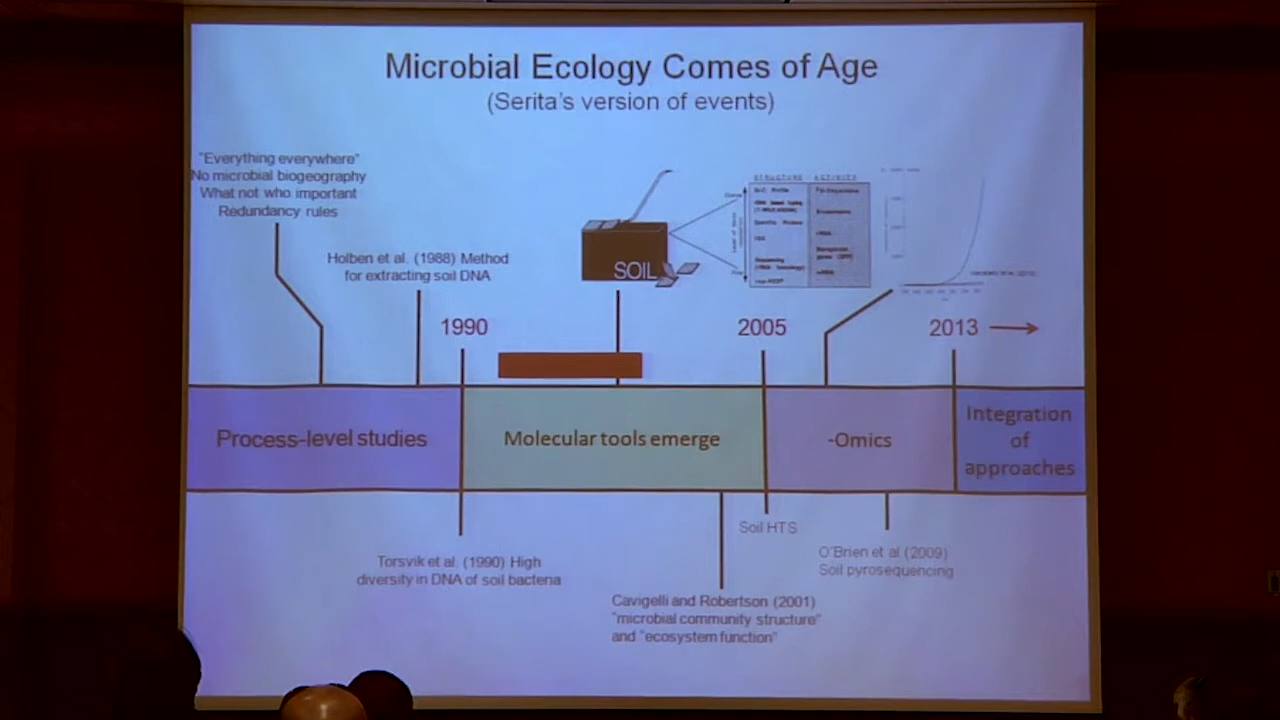 Microbial Ecology Comes of Age
(Serita's version of events)
"Everything everywhere"
No microbial biogeography
What not who important
Redundancy rules
Holben et al. (1988) Method
for extracting soil DNA
SOIL
STRUCTURE ACTIVITY
1990
2005
2013
Process-level studies
Molecular tools emerge
-Omics
Integration
of
approaches
Soil HTS
Torsvik et al. (1990) High
diversity in DNA of soil bacteria
O'Brien et al (2009)
Soil pyrosequencing
Cavigelli and Robertson (2001)
"microbial community structure"
and "ecosystem function"